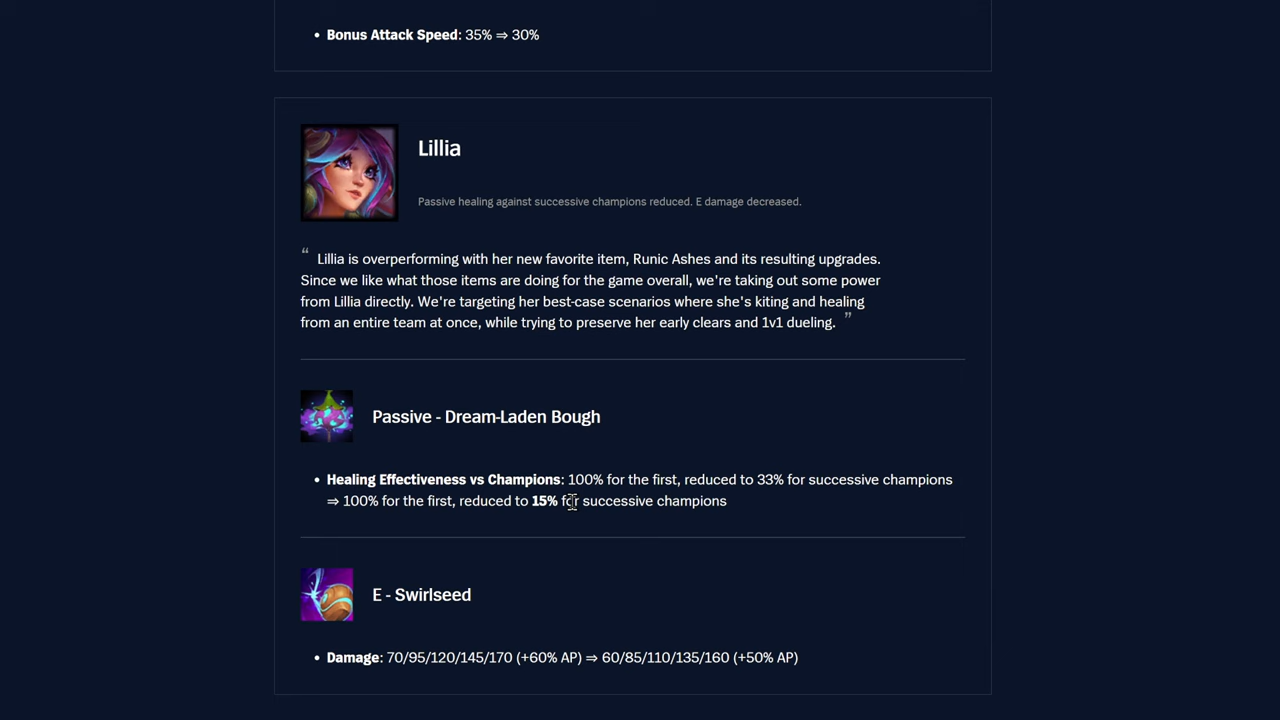 • Bonus Attack Speed: 35% ⇒ 30%
Lillia
Passive healing against successive champions reduced. E damage decreased.
“ Lillia is overperforming with her new favorite item, Runic Ashes and its resulting upgrades.
Since we like what those items are doing for the game overall, we're taking out some power
from Lillia directly. We're targeting her best-case scenarios where she's kiting and healing
from an entire team at once, while trying to preserve her early clears and 1v1 dueling. ”
Passive - Dream-Laden Bough
• Healing Effectiveness vs Champions: 100% for the first, reduced to 33% for successive champions
⇒ 100% for the first, reduced to 15% for successive champions
E - Swirlseed
• Damage: 70/95/120/145/170 (+60% AP) ⇒ 60/85/110/135/160 (+50% AP)